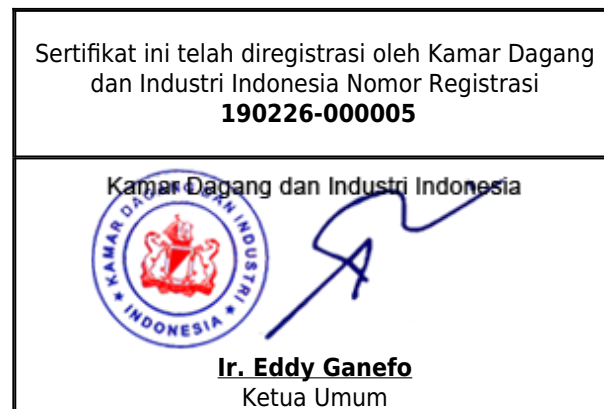 Sertifikat ini telah diregistrasi oleh Kamar Dagang
dan Industri Indonesia Nomor Registrasi
190226-000005
Kamar Dagang dan Industri Indonesia
KAMAR DAGANG DAN INDUSTRI
INDONESIA
Ir. Eddy Ganefo
Ketua Umum